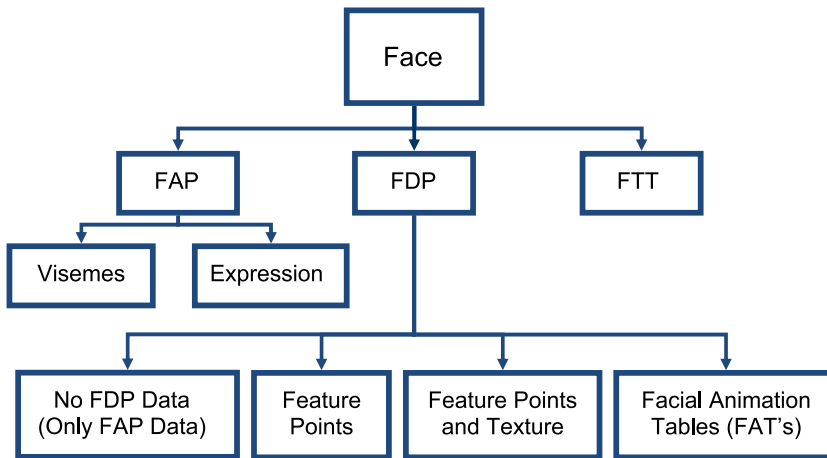 Face
FAP
FDP
FTT
Visemes
Expression
No FDP Data
(Only FAP Data)
Feature
Points
Feature Points
and Texture
Facial Animation
Tables (FAT's)